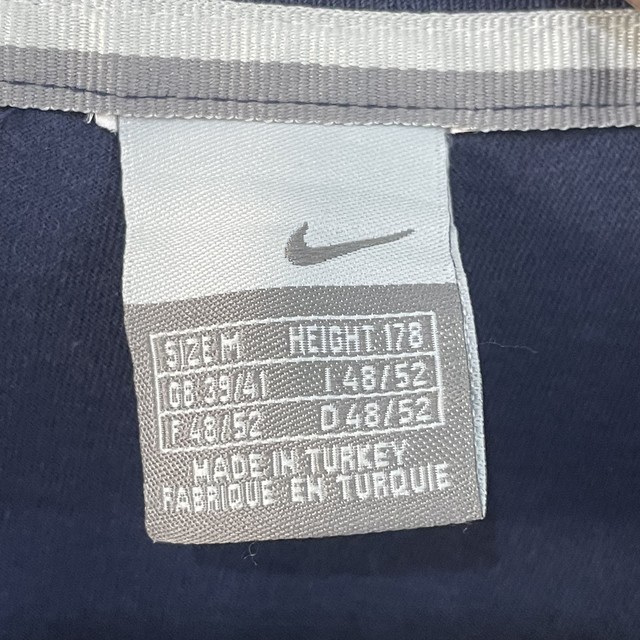 SIZE M HEIGHT 178
GB 39/41 I 48/52
F 48/52 D 48/52
MADE IN TURKEY
FABRIQUE EN TURQUIE